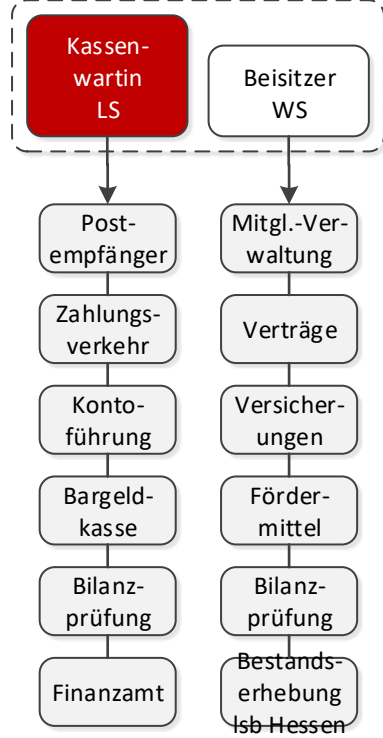 Kassen-
wartin
LS
Beisitzer
WS
Post-
empfänger
Zahlungs-
verkehr
Konto-
führung
Bargeld-
kasse
Bilanz-
prüfung
Finanzamt
Mitgl.-Ver-
waltung
Verträge
Versicher-
ungen
Förder-
mittel
Bilanz-
prüfung
Bestands-
erhebung
lsb Hessen